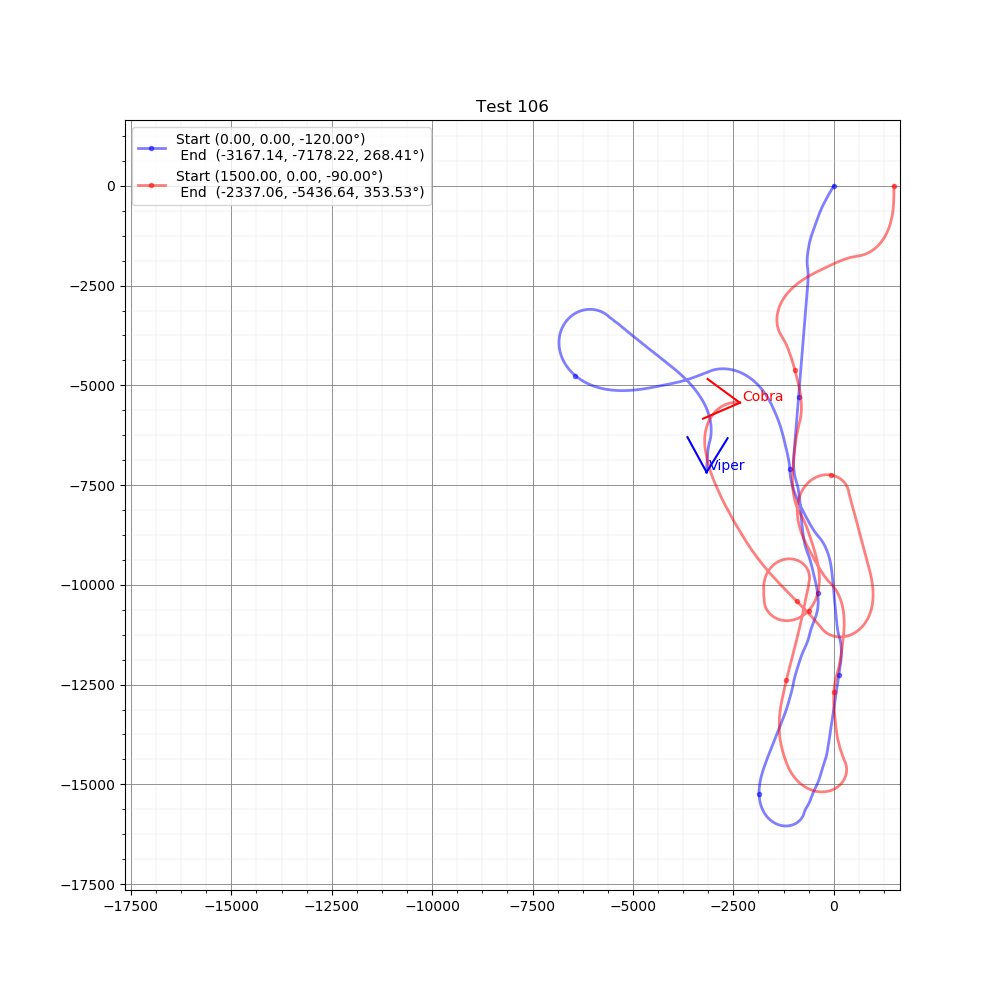 Test 106
Start (0.00, 0.00, -120.00°)
End (-3167.14, -7178.22, 268.41°)
Start (1500.00, 0.00, -90.00°)
End (-2337.06, -5436.64, 353.53°)
0
−2500
−5000
−7500
−10000
−12500
−15000
−17500
Cobra
Viper
−17500 −15000 −12500 −10000 −7500 −5000 −2500 0